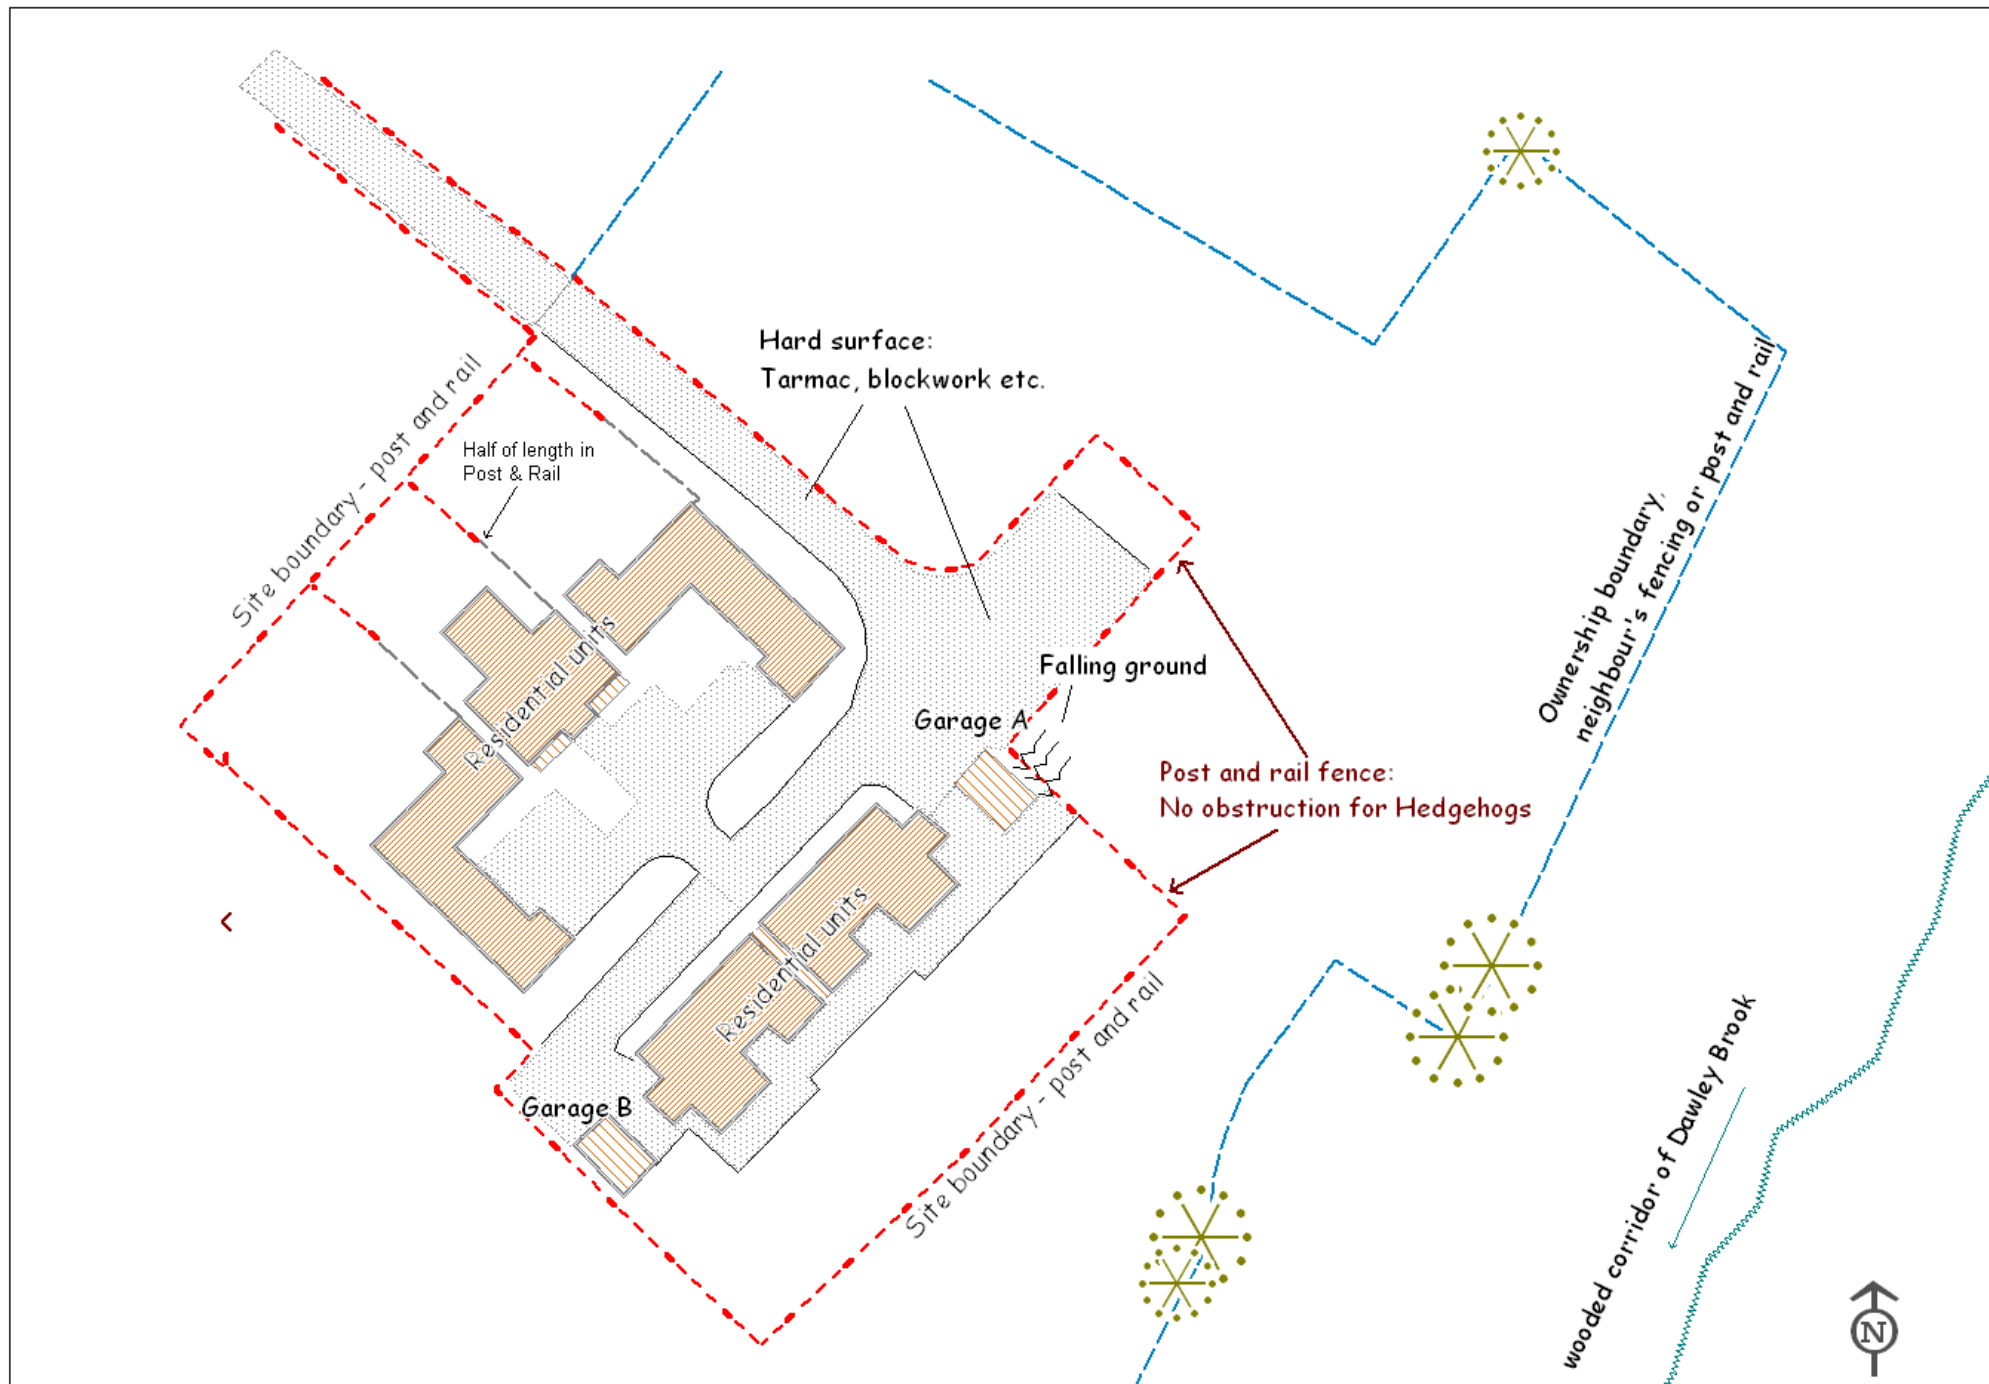 Hard surface:
Tarmac, blockwork etc.
Site boundary - post and rail
Half of length in
Post & Rail
Residential units
Falling ground
Garage A
Ownership boundary,
neighbour's fencing or post and rail
Post and rail fence:
No obstruction for Hedgehogs
Residential units
Garage B
Site boundary - post and rail
wooded corridor of Dawley Brook
N